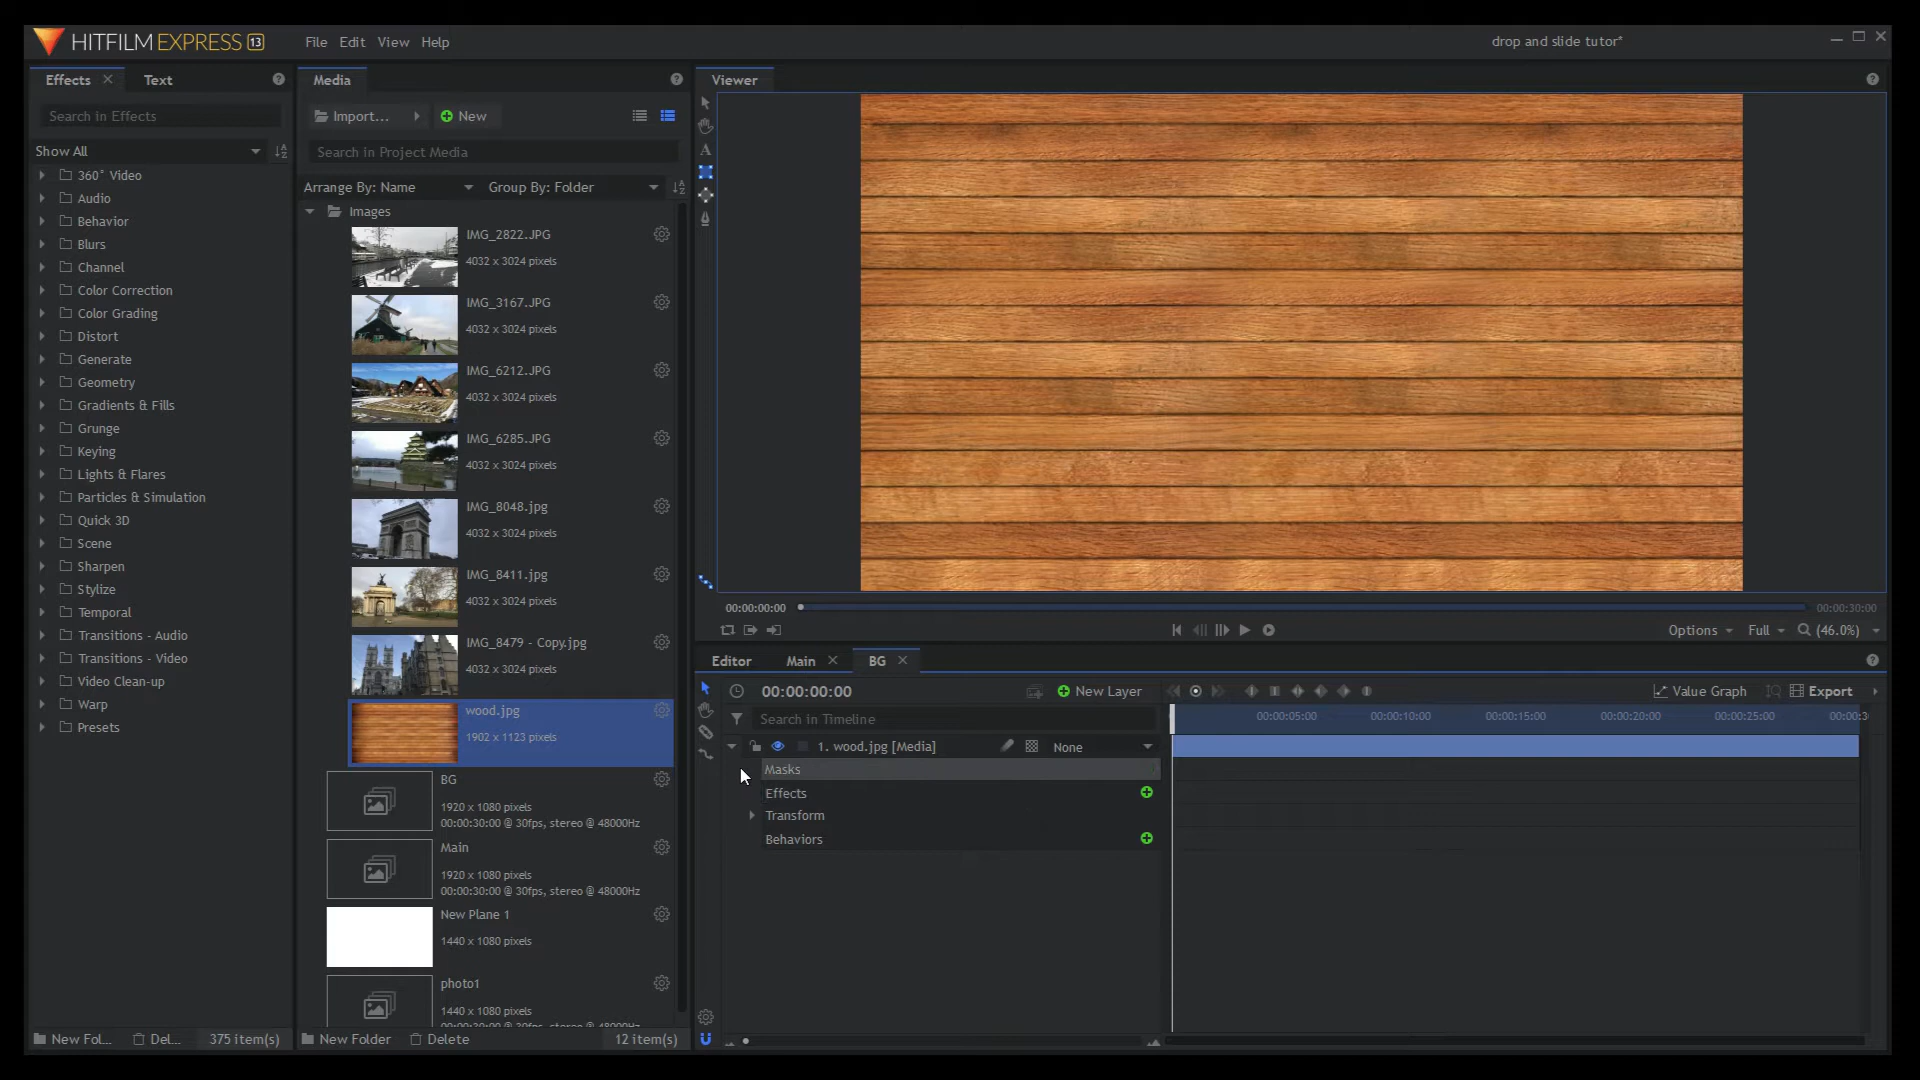 HITFILM EXPRESS 13
File Edit View Help
drop and slide tutor*
Effects
Text
Search in Effects
Show All
360° Video
Audio
Behavior
Blurs
Channel
Color Correction
Color Grading
Distort
Generate
Geometry
Gradients & Fills
Grunge
Keying
Lights & Flares
Particles & Simulation
Quick 3D
Scene
Sharpen
Stylize
Temporal
Transitions - Audio
Transitions - Video
Video Clean-up
Warp
Presets
New Fol...
Del...
375 item(s)
Media
Import...
New
Search in Project Media
Arrange By: Name
Group By: Folder
Images
IMG_2822.JPG
4032 x 3024 pixels
IMG_3167.JPG
4032 x 3024 pixels
IMG_6212.JPG
4032 x 3024 pixels
IMG_6285.JPG
4032 x 3024 pixels
IMG_8048.jpg
4032 x 3024 pixels
IMG_8411.jpg
4032 x 3024 pixels
IMG_8479 - Copy.jpg
4032 x 3024 pixels
wood.jpg
1902 x 1123 pixels
BG
1920 x 1080 pixels
00:00:30:00 @ 30fps, stereo @ 48000Hz
Main
1920 x 1080 pixels
00:00:30:00 @ 30fps, stereo @ 48000Hz
New Plane 1
1440 x 1080 pixels
photo1
1440 x 1080 pixels
00:00:30:00 @ 30fps, stereo @ 48000Hz
New Folder
Delete
12 item(s)
Viewer
00:00:00:00
00:00:30:00
Options
Full
(46.0%)
Editor
Main
BG
00:00:00:00
New Layer
Value Graph
Export
Search in Timeline
00:00:05:00
00:00:10:00
00:00:15:00
00:00:20:00
00:00:25:00
00:00:3
1. wood.jpg [Media]
None
Masks
Effects
Transform
Behaviors